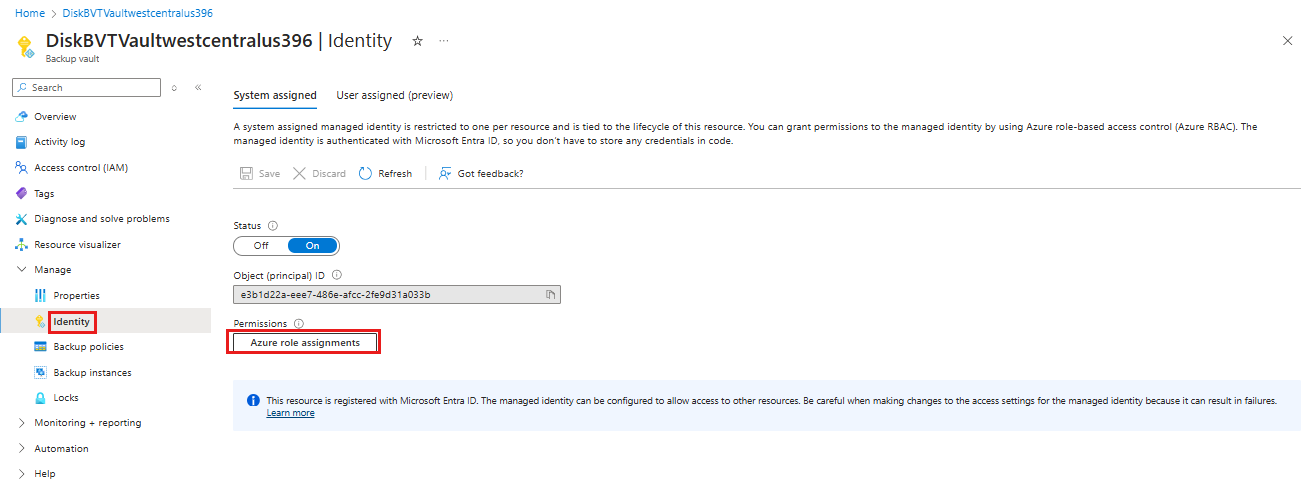 Home > DiskBVTVaultwestcentralus396
DiskBVTVaultwestcentralus396 | Identity ☆ ···
Backup vault
Search
System assigned User assigned (preview)
A system assigned managed identity is restricted to one per resource and is tied to the lifecycle of this resource. You can grant permissions to the managed identity by using Azure role-based access control (Azure RBAC). The
managed identity is authenticated with Microsoft Entra ID, so you don't have to store any credentials in code.
Save Discard Refresh Got feedback?
Overview
Activity log
Access control (IAM)
Tags
Diagnose and solve problems
Resource visualizer
Manage
Properties
Identity
Backup policies
Backup instances
Locks
Monitoring + reporting
Automation
Help
Status
Off On
Object (principal) ID
e3b1d22a-eee7-486e-afcc-2fe9d31a033b
Permissions
Azure role assignments
This resource is registered with Microsoft Entra ID. The managed identity can be configured to allow access to other resources. Be careful when making changes to the access settings for the managed identity because it can result in failures.
Learn more